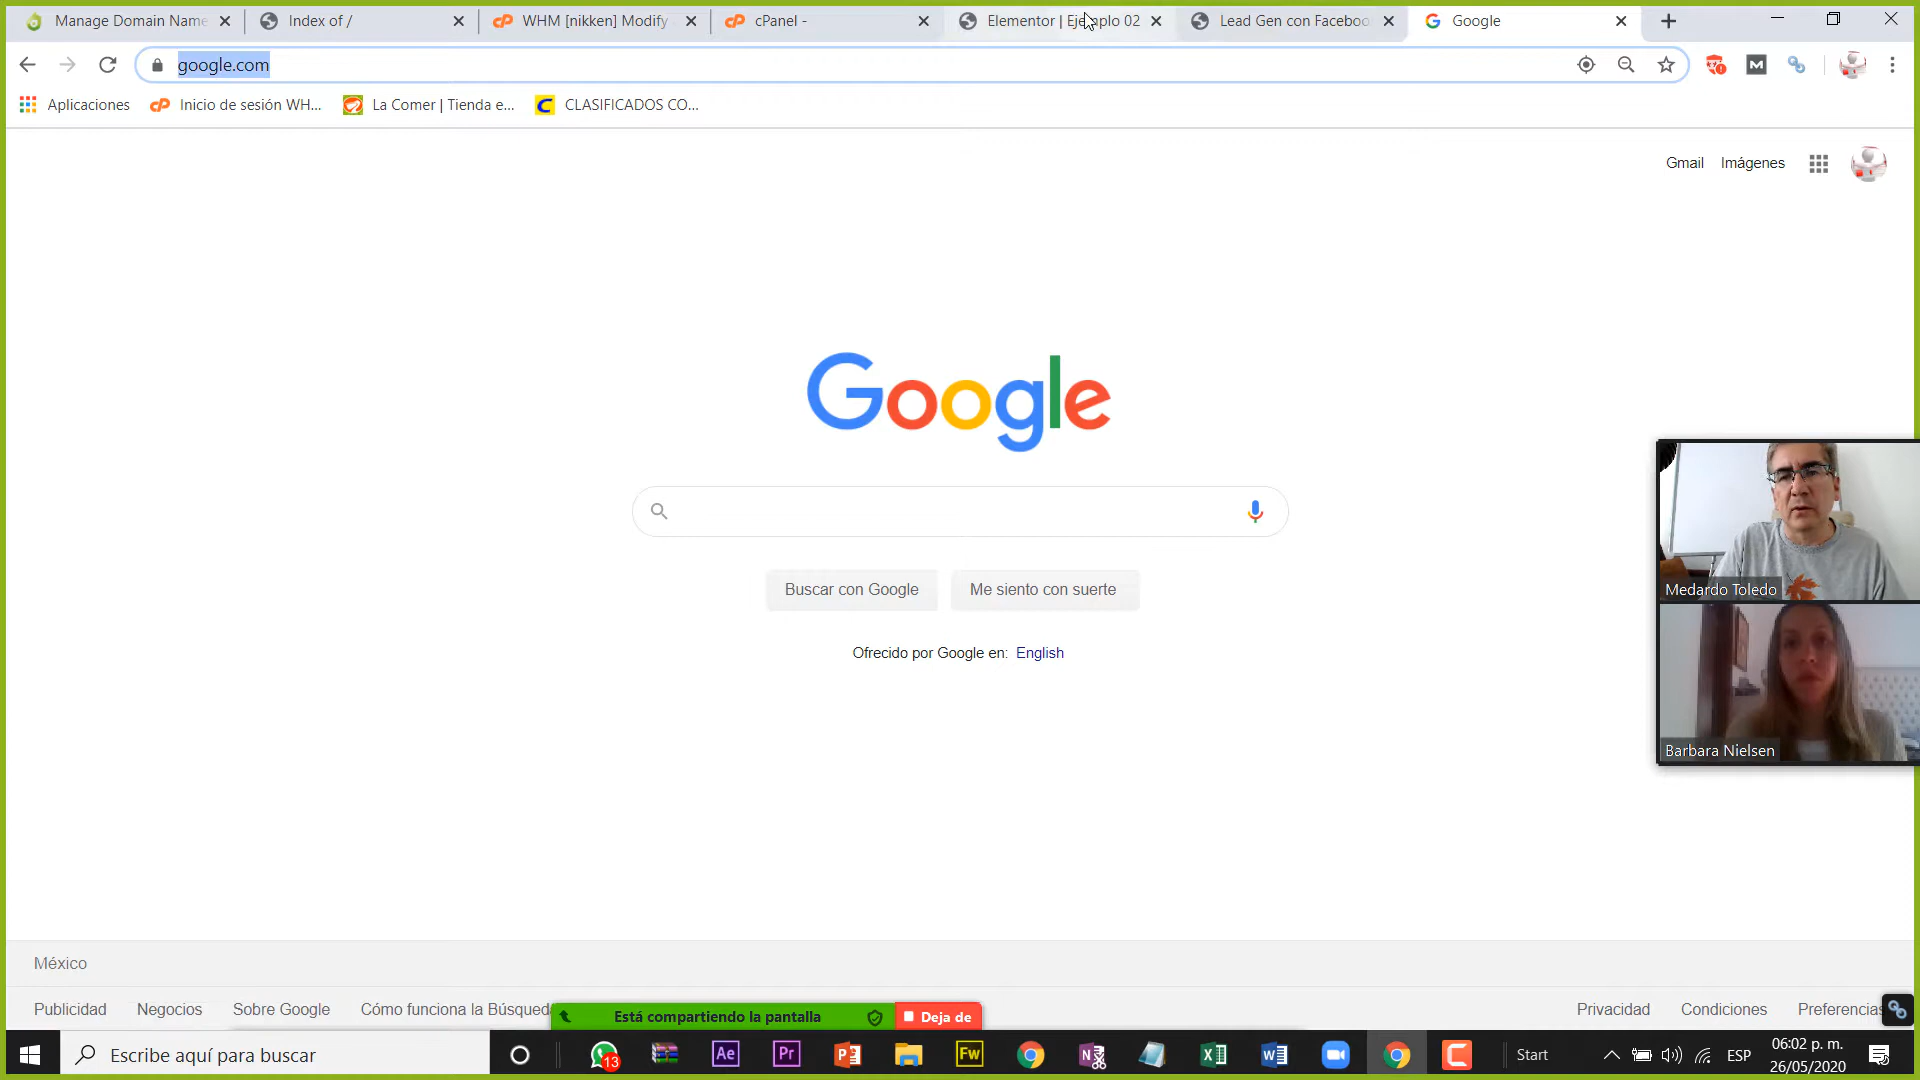 Manage Domain Name
Index of /
WHM [nikken] Modify
cPanel -
Elementor | Ejemplo 02
Lead Gen con Faceboo
Google
google.com
Aplicaciones
Inicio de sesión WH...
La Comer | Tienda e...
CLASIFICADOS CO...
Gmail
Imágenes
Google
Buscar con Google
Me siento con suerte
Ofrecido por Google en: English
Medardo Toledo
Barbara Nielsen
México
Publicidad
Negocios
Sobre Google
Cómo funciona la Búsqued
Está compartiendo la pantalla
Deja de
Privacidad
Condiciones
Preferencias
Escribe aquí para buscar
13
Ae
Pr
Fw
Start
ESP
06:02 p. m.
26/05/2020